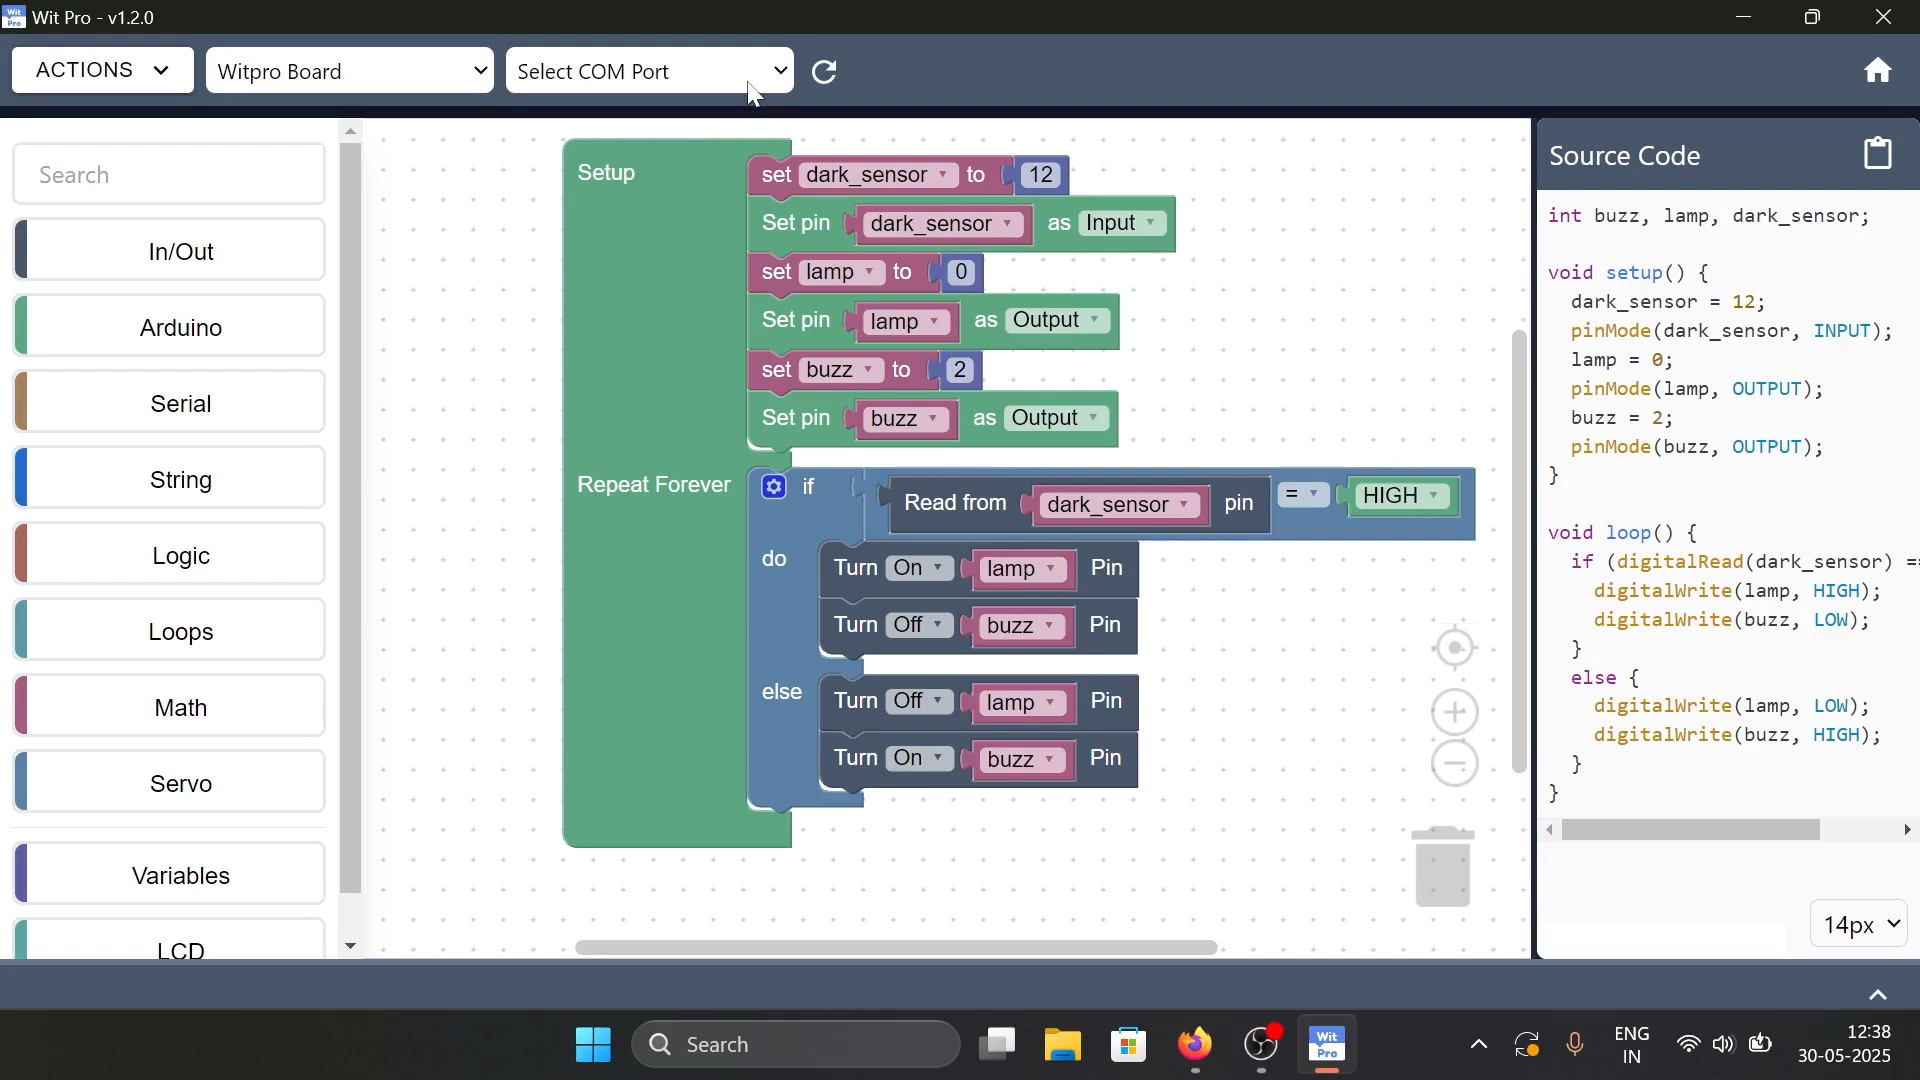 Wit Pro - v1.2.0
ACTIONS
Witpro Board
Select COM Port
Search
In/Out
Arduino
Serial
String
Logic
Loops
Math
Servo
Variables
LCD
Setup
set dark_sensor to 12
Set pin dark_sensor as Input
set lamp to 0
Set pin lamp as Output
set buzz to 2
Set pin buzz as Output
Repeat Forever
if Read from dark_sensor pin = HIGH
do
Turn On lamp Pin
Turn Off buzz Pin
else
Turn Off lamp Pin
Turn On buzz Pin
Source Code
int buzz, lamp, dark_sensor;
void setup() {
dark_sensor = 12;
pinMode(dark_sensor, INPUT);
lamp = 0;
pinMode(lamp, OUTPUT);
buzz = 2;
pinMode(buzz, OUTPUT);
}
void loop() {
if (digitalRead(dark_sensor) ==
digitalWrite(lamp, HIGH);
digitalWrite(buzz, LOW);
}
else {
digitalWrite(lamp, LOW);
digitalWrite(buzz, HIGH);
}
}
14px
Search
Wit
Pro
ENG
IN
12:38
30-05-2025